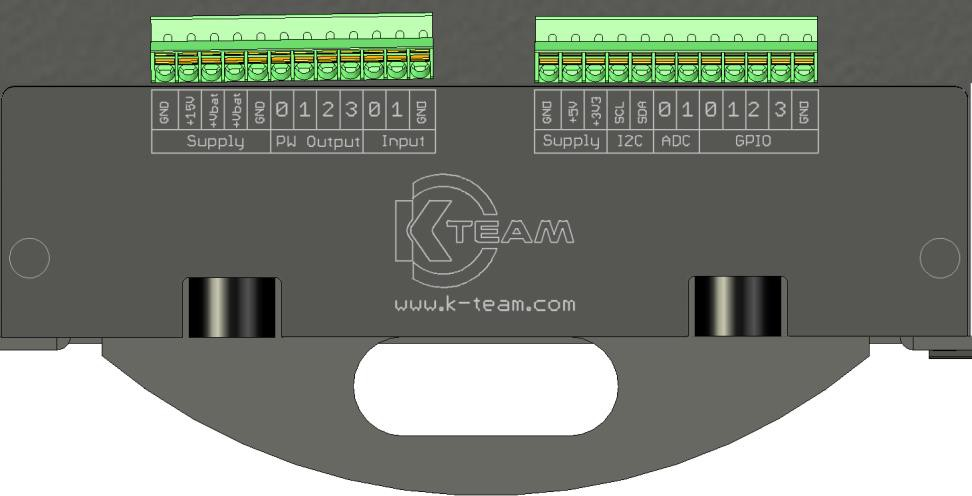 GND +15V +Vbat +Vbat GND 0 1 2 3 0 1 GND
Supply PW Output Input
GND +5V +3V3 SCL SDA 0 1 0 1 2 3 GND
Supply I2C ADC GPIO
K TEAM
www.k-team.com